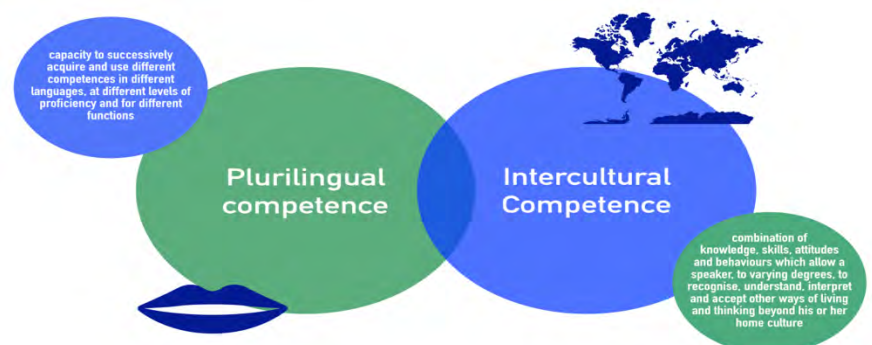 capacity to successively
acquire and use different
competences in different
languages, at different levels of
proficiency and for different
functions
Plurilingual
competence
Intercultural
Competence
combination of
knowledge, skills, attitudes
and behaviours which allow a
speaker, to varying degrees, to
recognise, understand, interpret
and accept other ways of living
and thinking beyond his or her
home culture